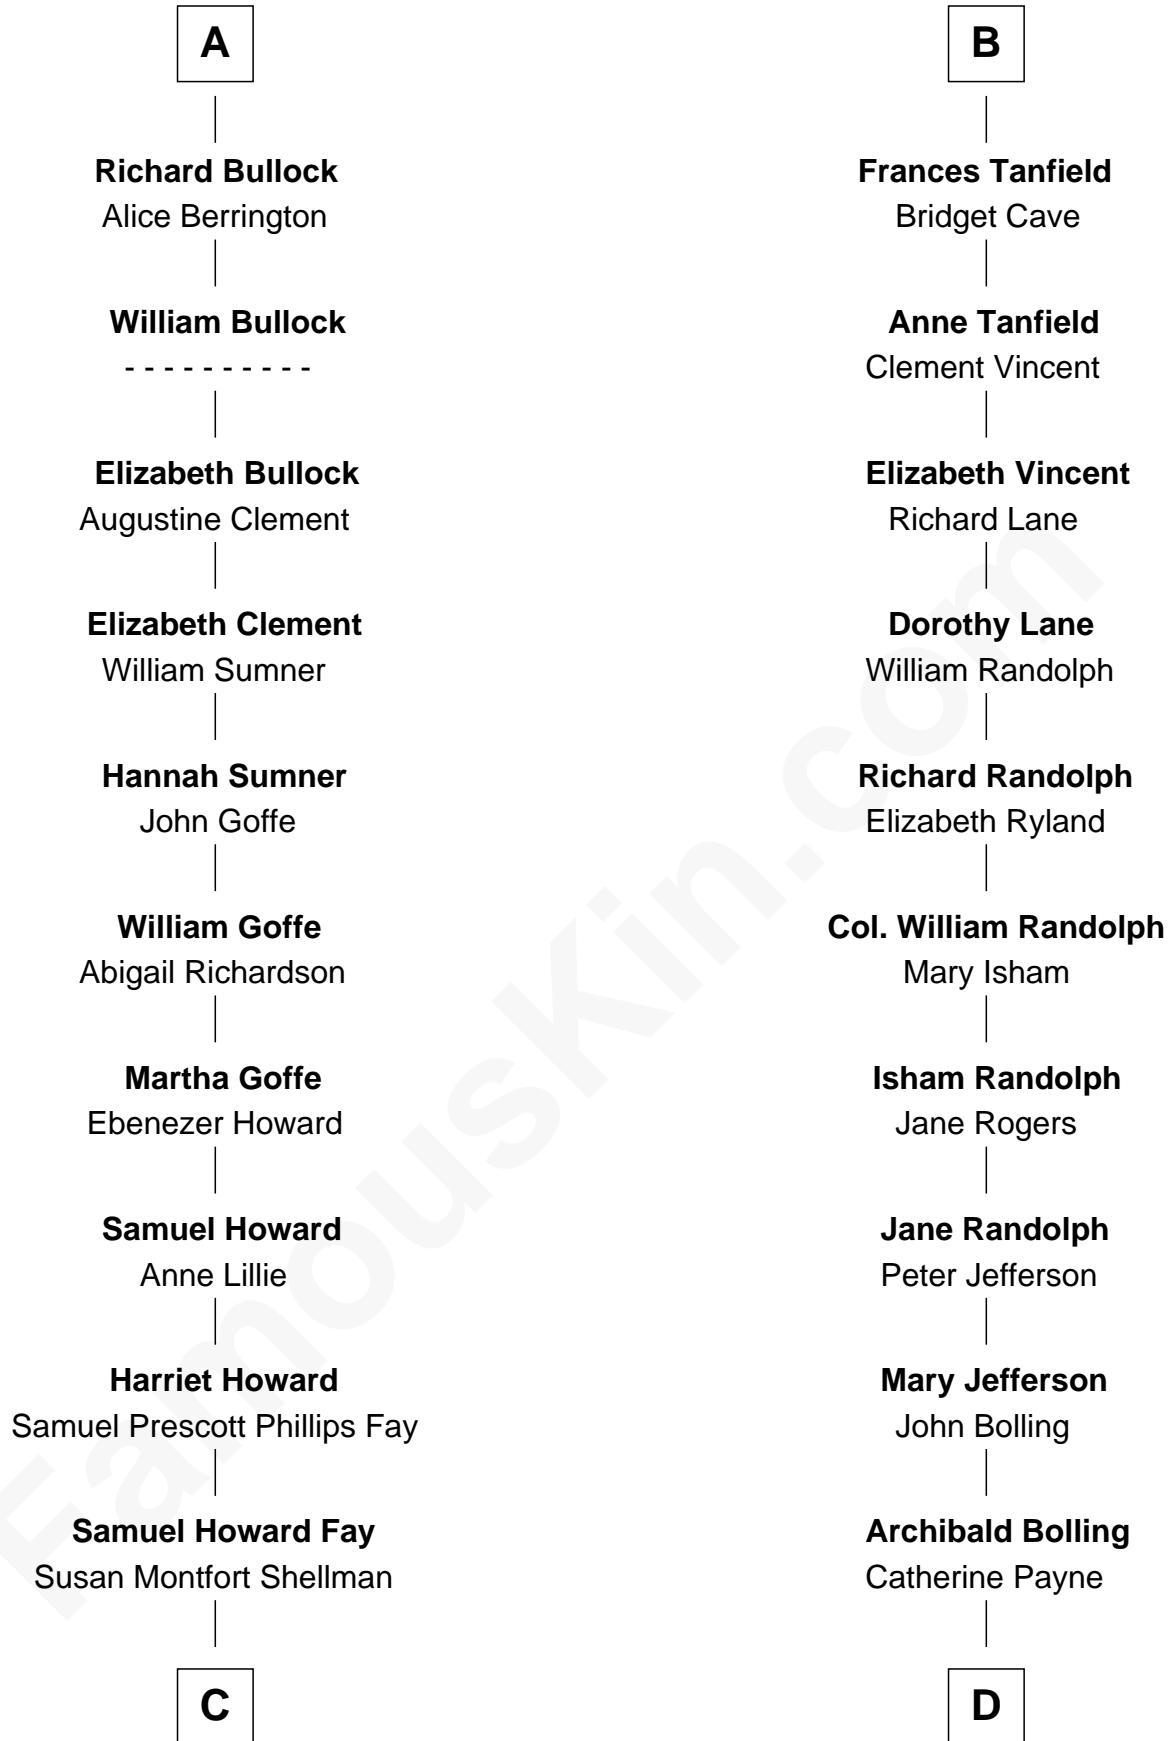 A
Richard Bullock
Alice Berrington
William Bullock
- - - - - - - - - -
Elizabeth Bullock
Augustine Clement
Elizabeth Clement
William Sumner
Hannah Sumner
John Goffe
William Goffe
Abigail Richardson
Martha Goffe
Ebenezer Howard
Samuel Howard
Anne Lillie
Harriet Howard
Samuel Prescott Phillips Fay
Samuel Howard Fay
Susan Montfort Shellman
C
B
Frances Tanfield
Bridget Cave
Anne Tanfield
Clement Vincent
Elizabeth Vincent
Richard Lane
Dorothy Lane
William Randolph
Richard Randolph
Elizabeth Ryland
Col. William Randolph
Mary Isham
Isham Randolph
Jane Rogers
Jane Randolph
Peter Jefferson
Mary Jefferson
John Bolling
Archibald Bolling
Catherine Payne
D
FamousKin.com